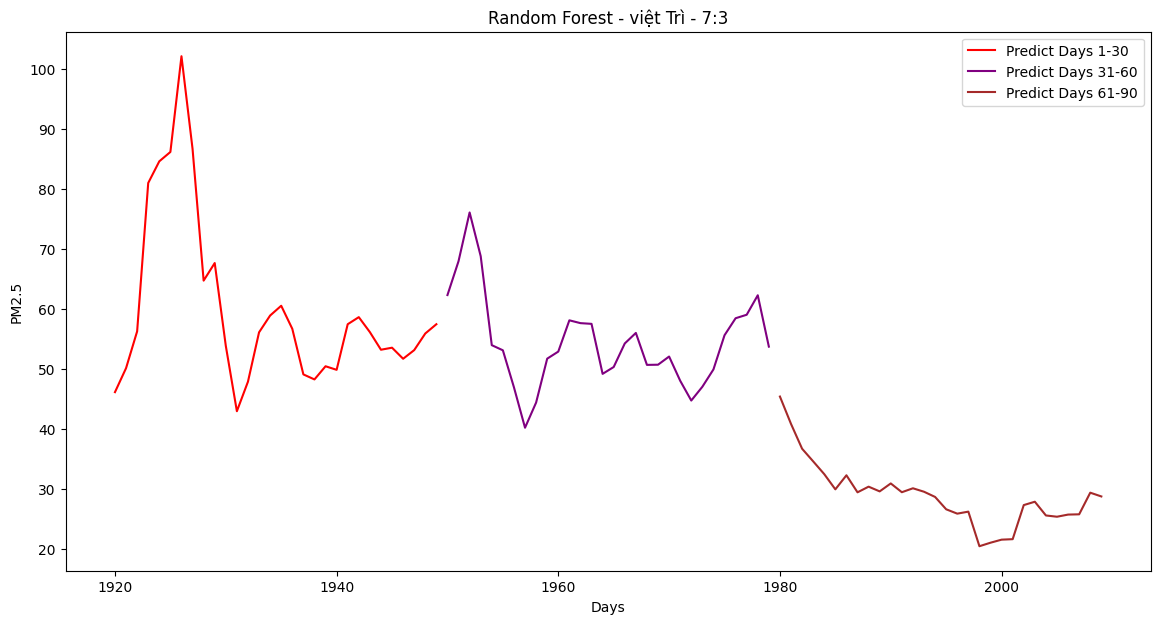 Random Forest - việt Trì - 7:3
Predict Days 1-30
Predict Days 31-60
Predict Days 61-90
PM2.5
100
90
80
70
60
50
40
30
20
1920
1940
1960
1980
2000
Days